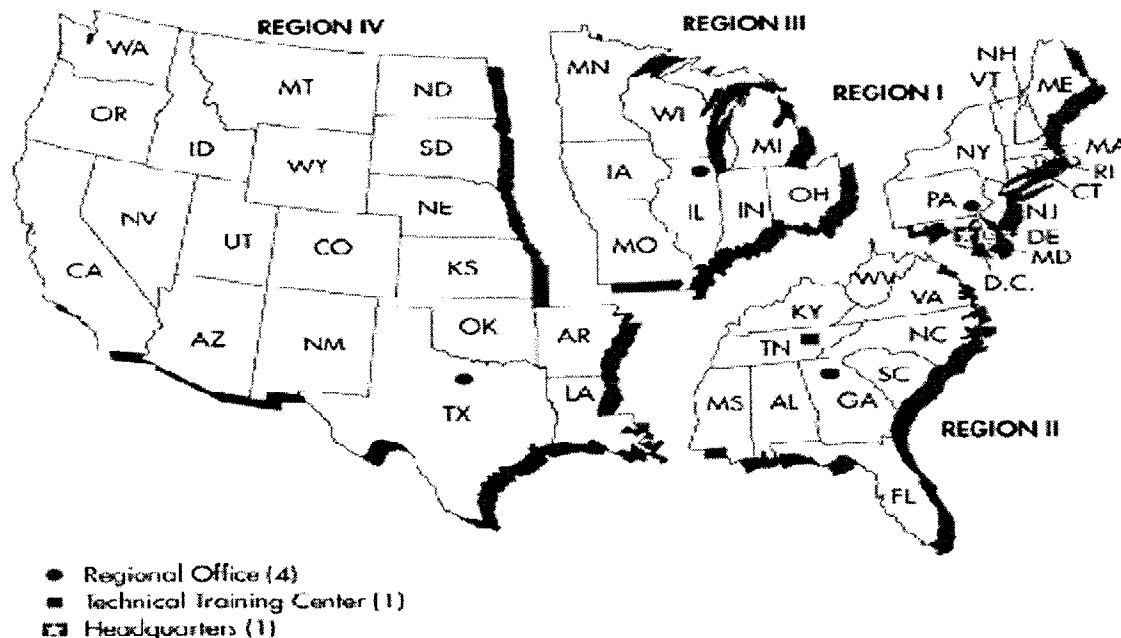 REGION IV
REGION III
REGION I
REGION II
WA
MT
ND
OR
ID
SD
WY
NE
NV
UT
CO
KS
CA
AZ
NM
OK
AR
TX
LA
MN
WI
MI
IA
IL
IN
OH
MO
NH
VT
ME
NY
MA
RI
CT
PA
NJ
DE
MD
D.C.
WV
VA
KY
NC
TN
SC
MS
AL
GA
FL
Regional Office (4)
Technical Training Center (1)
Headquarters (1)